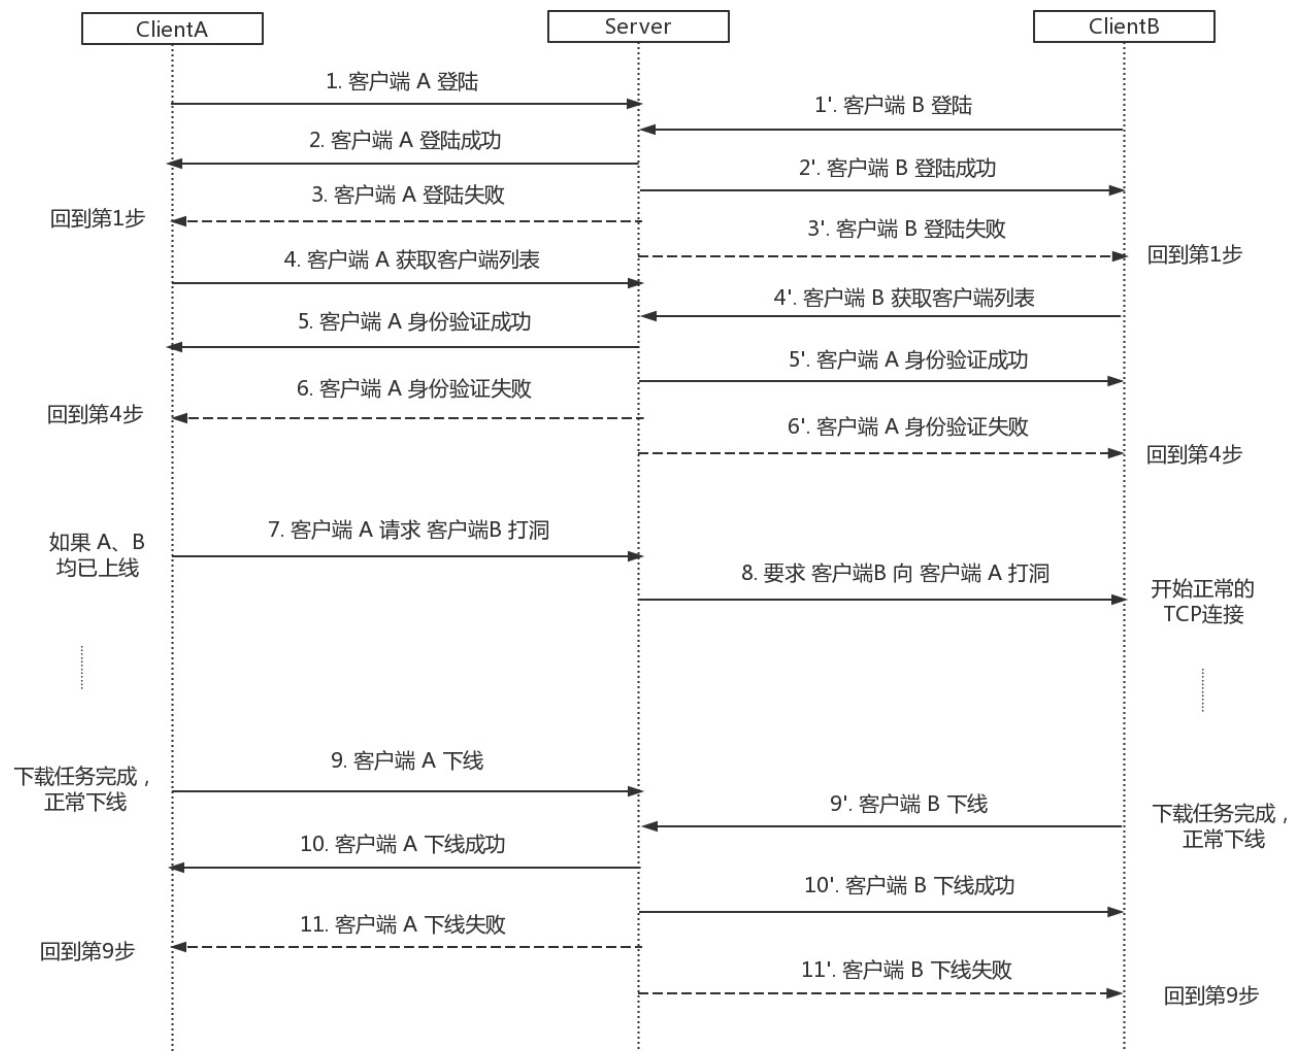 ClientA
Server
ClientB
1. 客户端 A 登陆
1'. 客户端 B 登陆
2. 客户端 A 登陆成功
2'. 客户端 B 登陆成功
3. 客户端 A 登陆失败
回到第1步
3'. 客户端 B 登陆失败
回到第1步
4. 客户端 A 获取客户端列表
4'. 客户端 B 获取客户端列表
5. 客户端 A 身份验证成功
5'. 客户端 A 身份验证成功
6. 客户端 A 身份验证失败
回到第4步
6'. 客户端 A 身份验证失败
回到第4步
7. 客户端 A 请求 客户端B 打洞
如果 A、B
均已上线
8. 要求 客户端B 向 客户端 A 打洞
开始正常的
TCP连接
9. 客户端 A 下线
下载任务完成，
正常下线
9'. 客户端 B 下线
下载任务完成，
正常下线
10. 客户端 A 下线成功
10'. 客户端 B 下线成功
11. 客户端 A 下线失败
回到第9步
11'. 客户端 B 下线失败
回到第9步